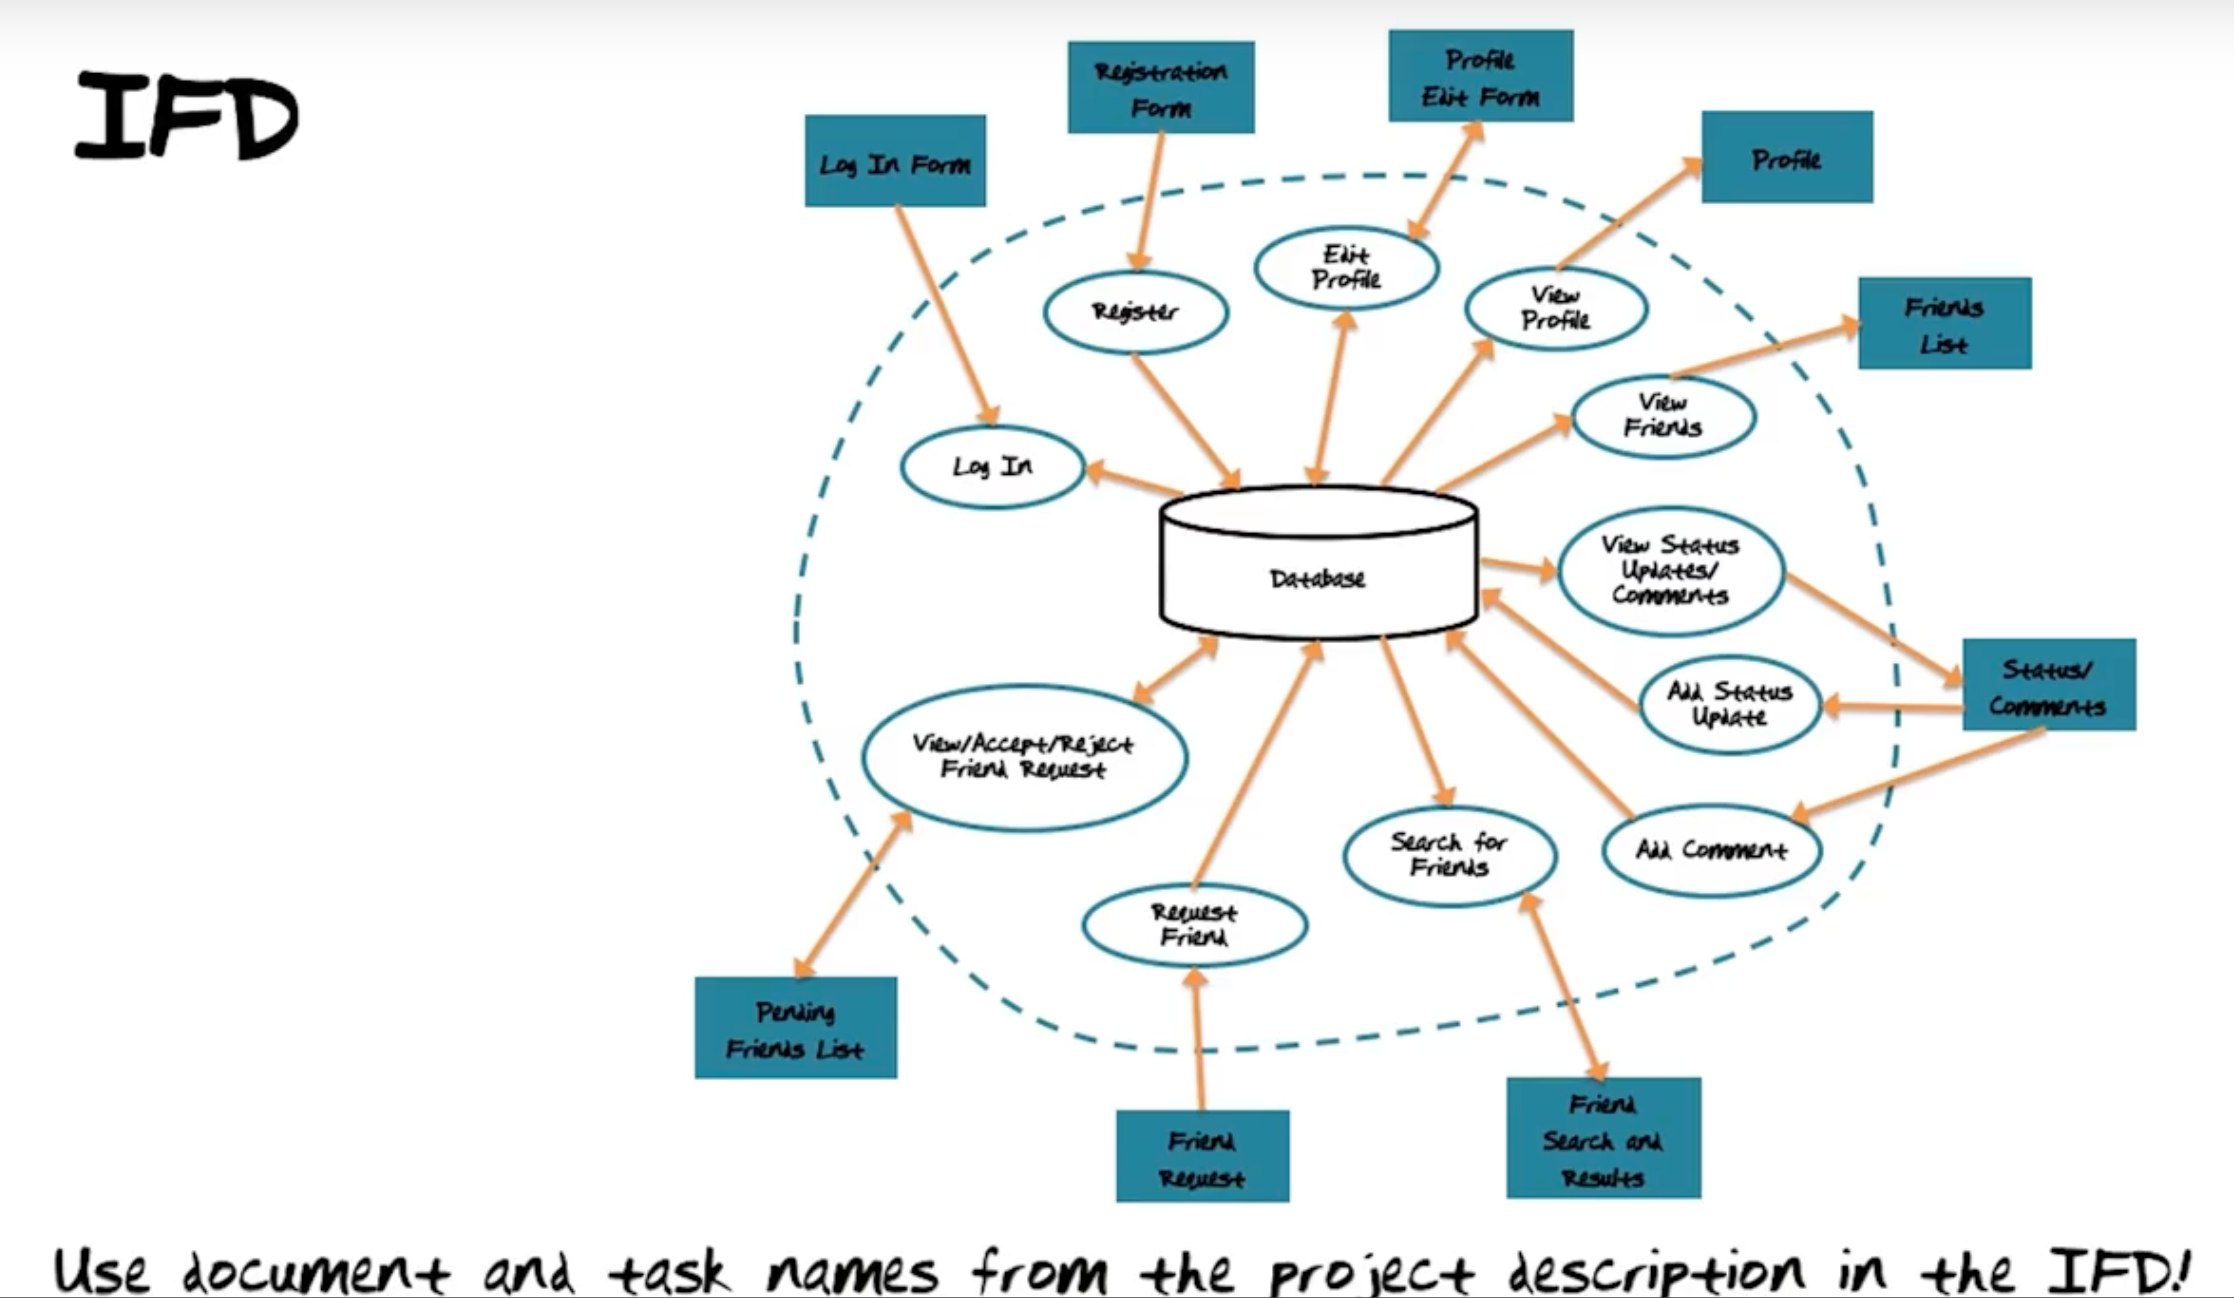 IFD
Registration
Form
Profile
Edit Form
Log In Form
Profile
Edit
Profile
Register
View
Profile
Friends
List
View
Friends
Log In
Database
View Status
Updates/
Comments
Status/
Comments
Add Status
Update
View/Accept/Reject
Friend Request
Search for
Friends
Add Comment
Request
Friend
Pending
Friends List
Friend
Request
Friend
Search and
Results
Use document and task names from the project description in the IFD!